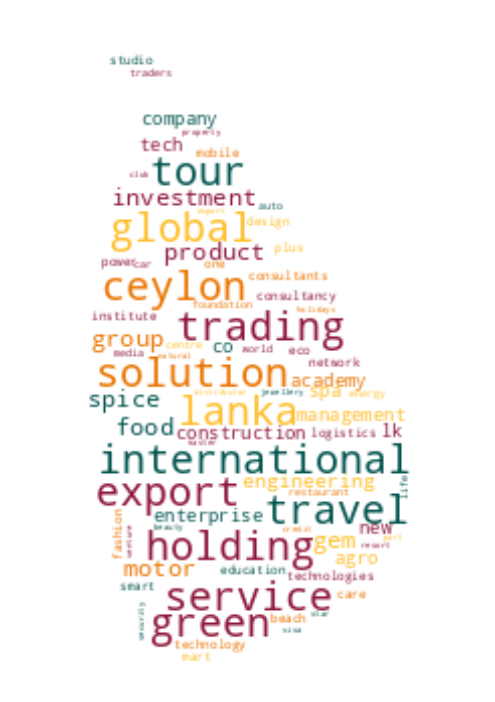 studio
traders
company
property
tech
mobile
club
tour
investment
auto
export
global
design
product
plus
power
car
one
ceylon
consultants
consultancy
foundation
holidays
institute
trading
group
centre
co
world
eco
media
natural
network
solution
academy
spice
distributor
jewellery
spa
energy
lanka
management
food
construction
logistics
lk
international
engineering
life
export
restaurant
travel
enterprise
fashion
beauty
credit
new
holding
gem
resort
agro
motor
education
technologies
smart
service
care
security
green
star
beach
visa
technology
mart